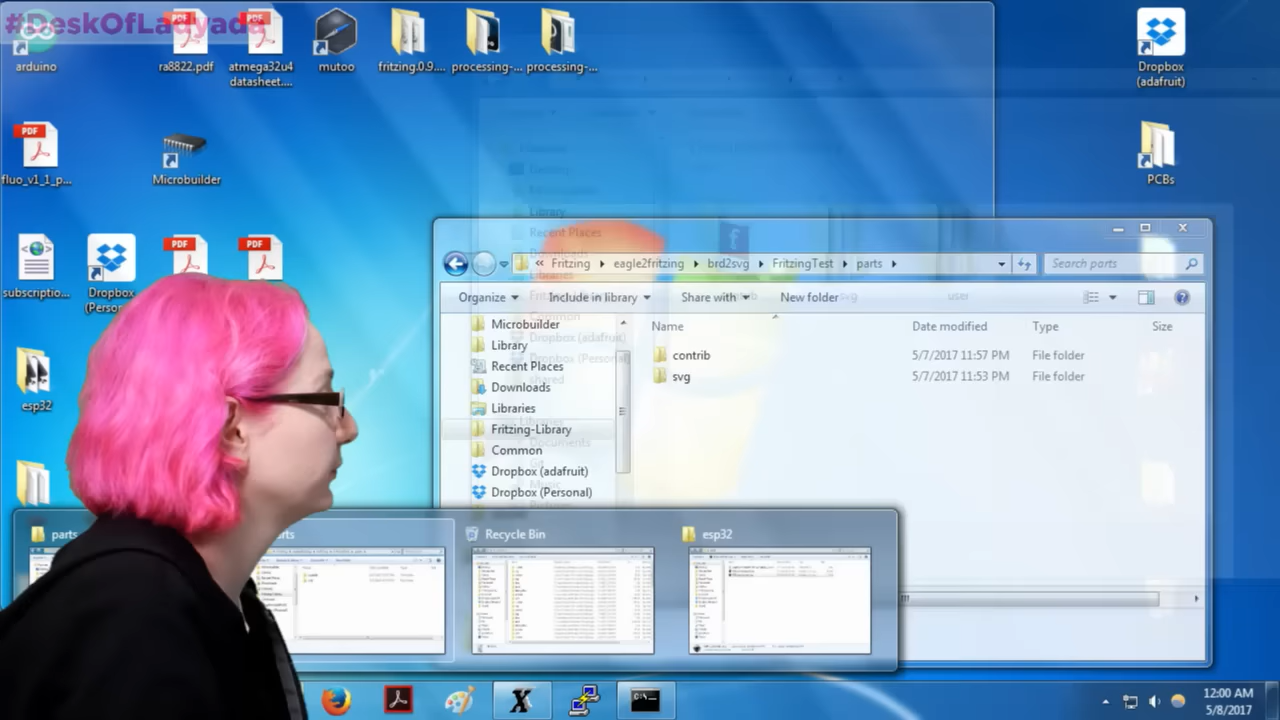 #DeskOfLadyada
arduino
ra8822.pdf
atmega32u4
datasheet....
mutoo
fritzing.0.9....
processing-...
processing-...
Dropbox
(adafruit)
PDF
fluo_v1_1_p...
Microbuilder
PCBs
subscriptio...
Dropbox
(Person
PDF
PDF
esp32
« Fritzing eagle2fritzing brd2svg FritzingTest parts
Search parts
Organize Include in library Share with New folder
Name Date modified Type Size
contrib 5/7/2017 11:57 PM File folder
svg 5/7/2017 11:53 PM File folder
Microbuilder
Library
Recent Places
Downloads
Libraries
Fritzing-Library
Common
Dropbox (adafruit)
Dropbox (Personal)
parts
Recycle Bin
esp32
12:00 AM
5/8/2017